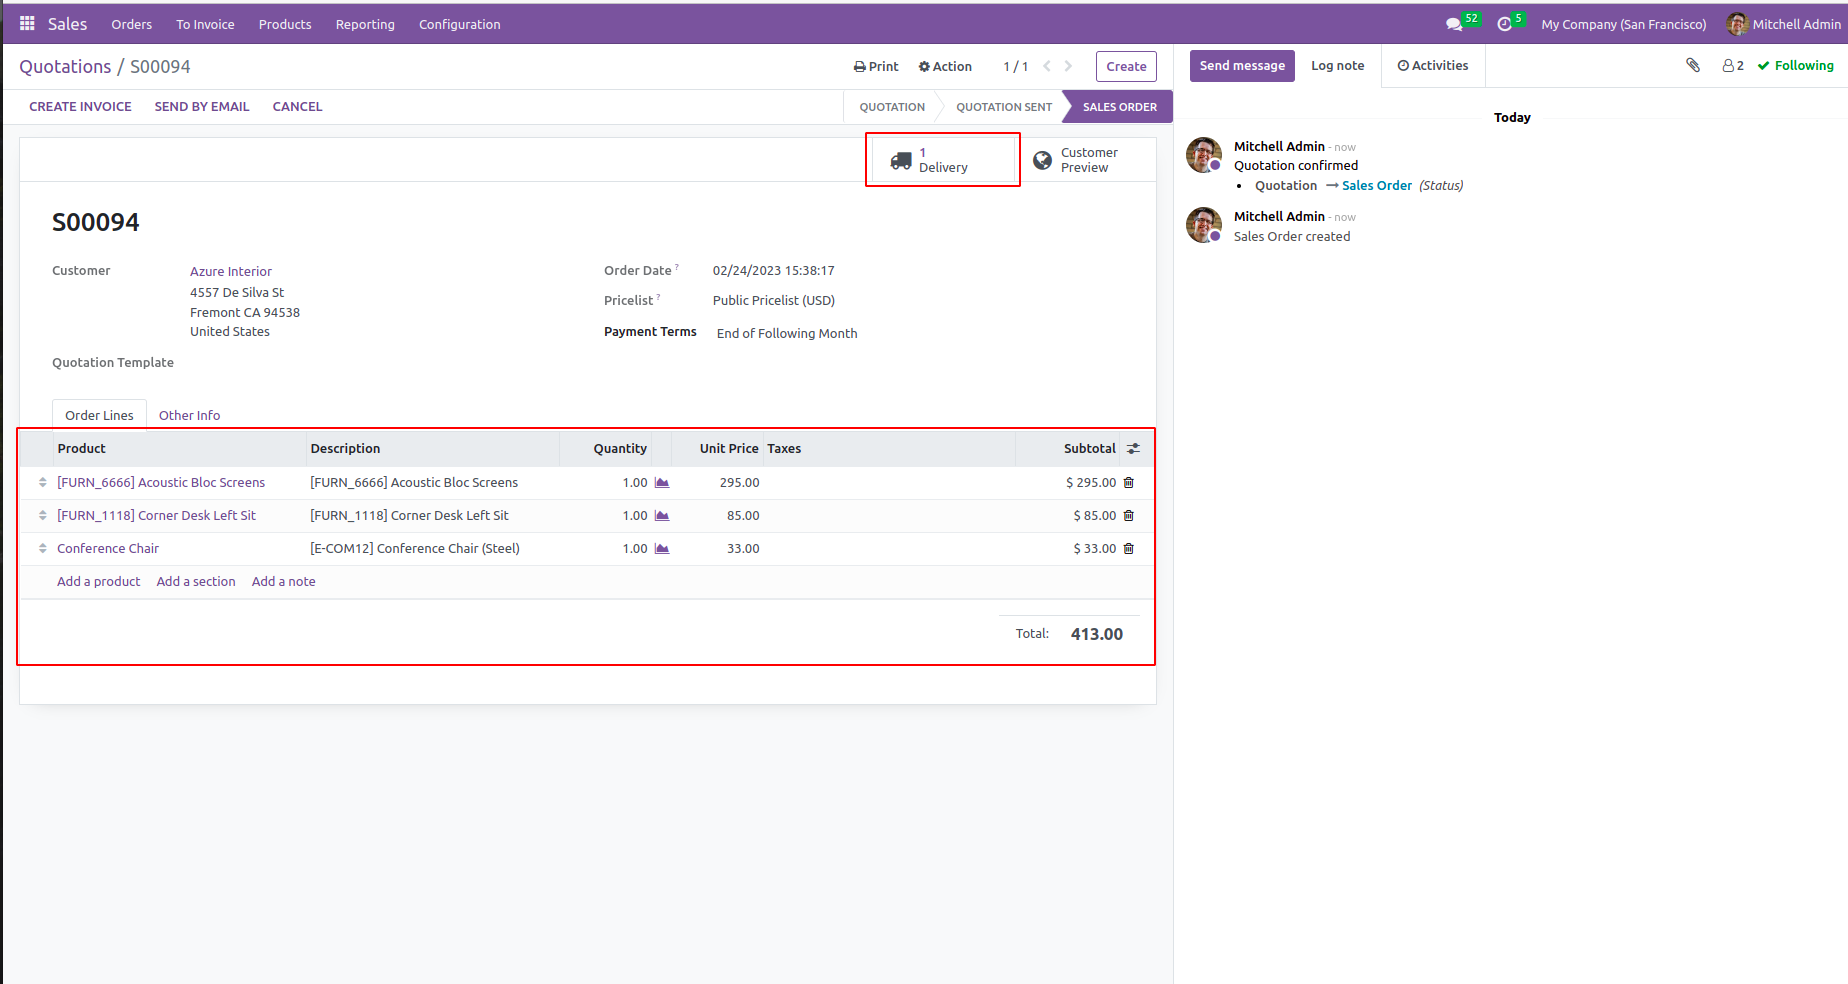 Sales Orders To Invoice Products Reporting Configuration 52 5 My Company (San Francisco) Mitchell Admin
Quotations / S00094 Print Action 1 / 1 Create Send message Log note Activities 2 Following
CREATE INVOICE SEND BY EMAIL CANCEL QUOTATION QUOTATION SENT SALES ORDER
1
Delivery
Customer
Preview
S00094
Customer Azure Interior
4557 De Silva St
Fremont CA 94538
United States
Quotation Template
Order Date ? 02/24/2023 15:38:17
Pricelist ? Public Pricelist (USD)
Payment Terms End of Following Month
Order Lines Other Info
Product Description Quantity Unit Price Taxes Subtotal
[FURN_6666] Acoustic Bloc Screens [FURN_6666] Acoustic Bloc Screens 1.00 295.00 $ 295.00
[FURN_1118] Corner Desk Left Sit [FURN_1118] Corner Desk Left Sit 1.00 85.00 $ 85.00
Conference Chair [E-COM12] Conference Chair (Steel) 1.00 33.00 $ 33.00
Add a product Add a section Add a note
Total: 413.00
Today
Mitchell Admin - now
Quotation confirmed
• Quotation → Sales Order (Status)
Mitchell Admin - now
Sales Order created